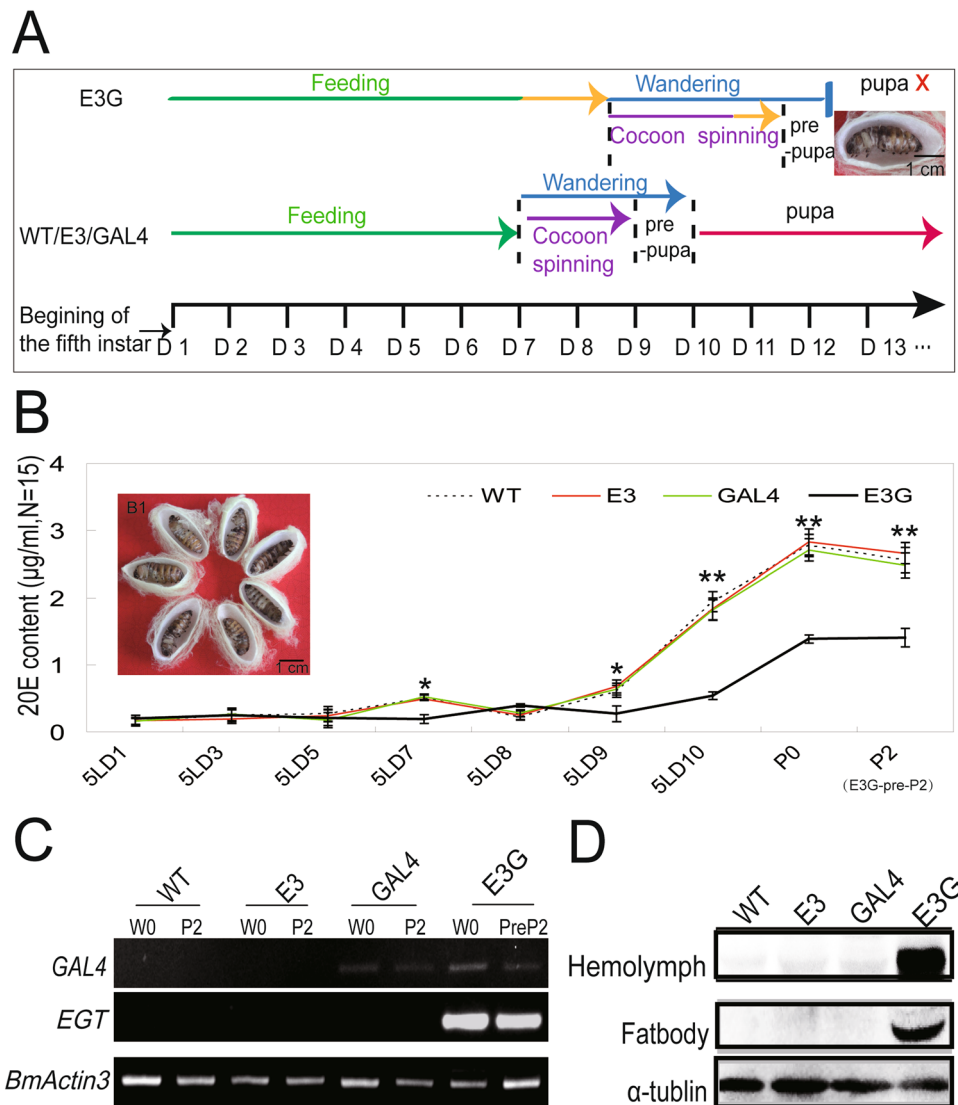 A
E3G
Feeding
Wandering
pupa X
Cocoon spinning
pre
-pupa
1 cm
WT/E3/GAL4
Feeding
Wandering
Cocoon
spinning
pre
-pupa
pupa
Begining of
the fifth instar
D 1 D 2 D 3 D 4 D 5 D 6 D 7 D 8 D 9 D 10 D 11 D 12 D 13 ...
B
20E content (μg/ml,N=15)
4
3
2
1
0
B1
1 cm
WT E3 GAL4 E3G
* * ** ** **
5LD1 5LD3 5LD5 5LD7 5LD8 5LD9 5LD10 P0 P2
(E3G-pre-P2)
C
WT E3 GAL4 E3G
W0 P2 W0 P2 W0 P2 W0 PreP2
GAL4
EGT
BmActin3
D
WT E3 GAL4 E3G
Hemolymph
Fatbody
α-tublin